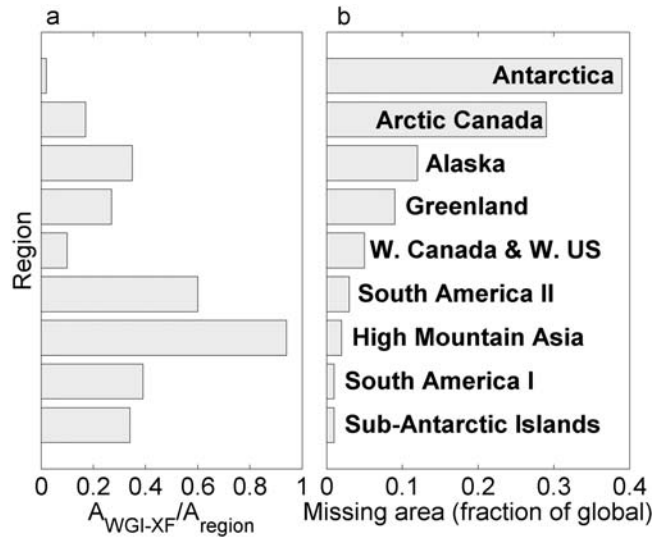 a
b
Region
Antarctica
Arctic Canada
Alaska
Greenland
W. Canada & W. US
South America II
High Mountain Asia
South America I
Sub-Antarctic Islands
0 0.2 0.4 0.6 0.8 1
0 0.1 0.2 0.3 0.4
A_WGI-XF/A_region
Missing area (fraction of global)